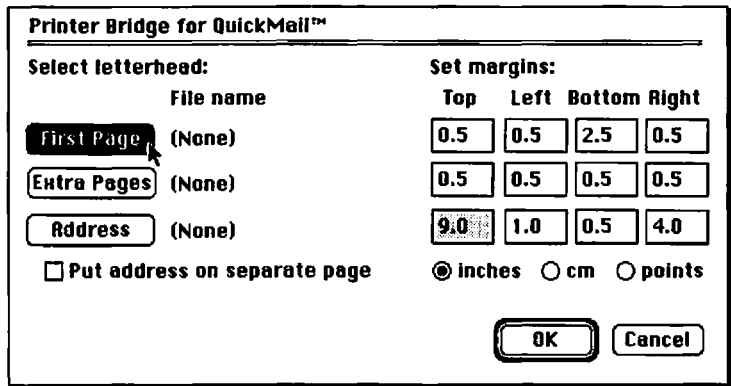 Printer Bridge for QuickMail™
Select letterhead: Set margins:
File name Top Left Bottom Right
First Page (None) 0.5 0.5 2.5 0.5
Extra Pages (None) 0.5 0.5 0.5 0.5
Address (None) 9.0 1.0 0.5 4.0
Put address on separate page inches cm points
OK Cancel